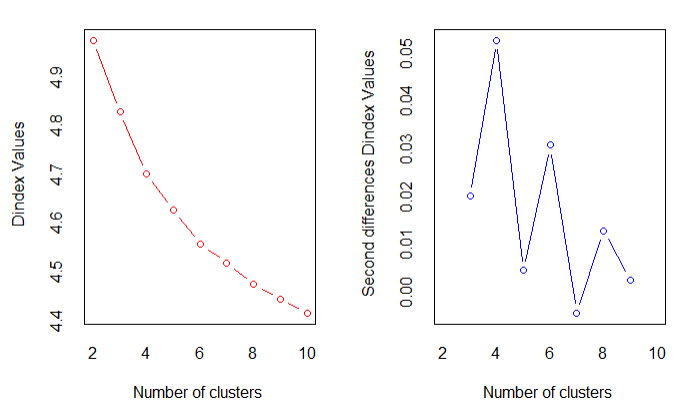 Dindex Values
4.4 4.5 4.6 4.7 4.8 4.9
2 4 6 8 10
Number of clusters
Second differences Dindex Values
0.00 0.01 0.02 0.03 0.04 0.05
2 4 6 8 10
Number of clusters